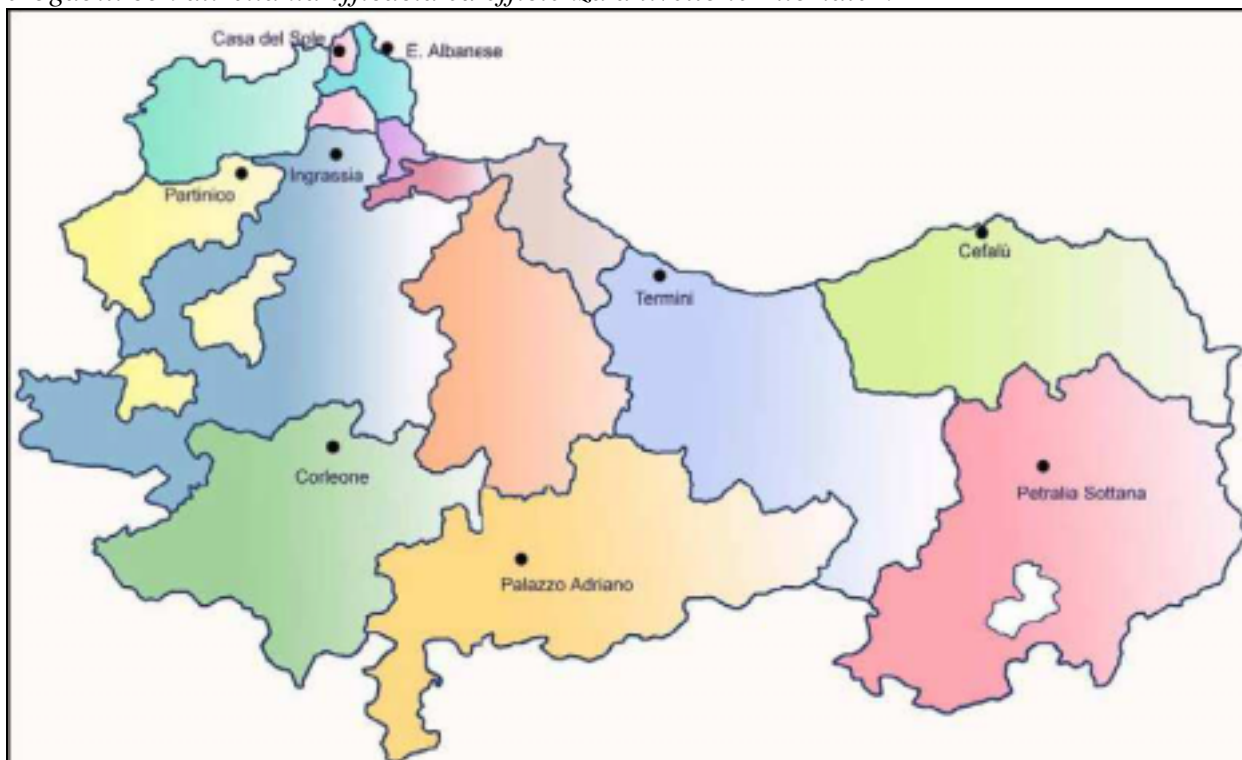 Casa del Sole
E. Albanese
Ingrassia
Partinico
Cefalù
Termini
Corleone
Petralia Sottana
Palazzo Adriano